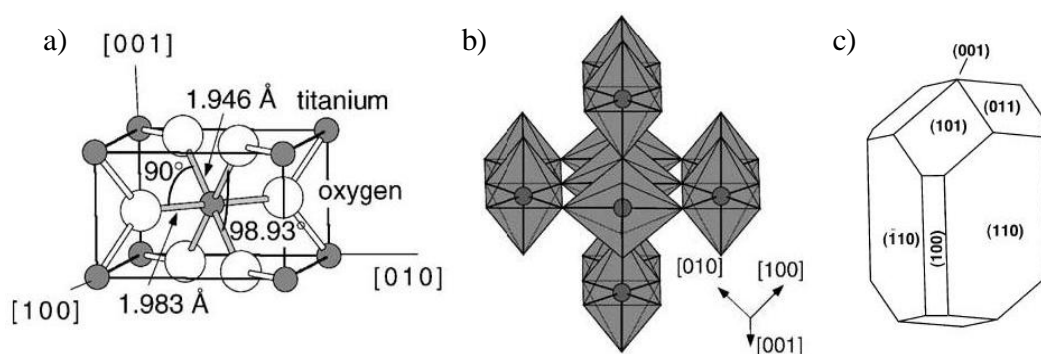 a)
[001]
1.946 Å
titanium
90°
oxygen
98.93°
[010]
[100]
1.983 Å
b)
[010]
[100]
[001]
c)
(001)
(011)
(101)
(1̄10)
(100)
(110)